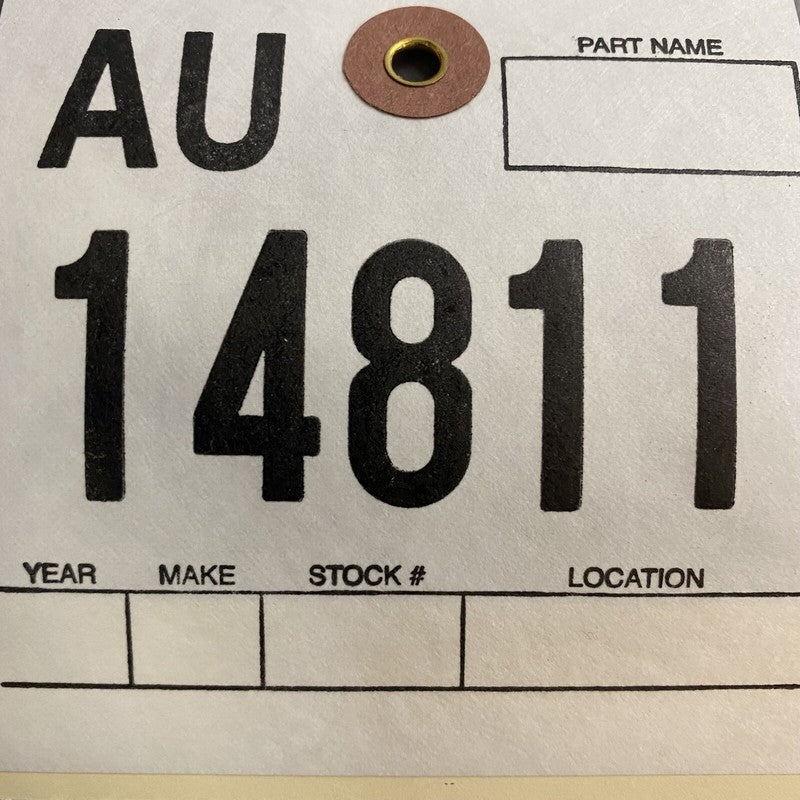 AU
PART NAME
14811
YEAR MAKE STOCK # LOCATION